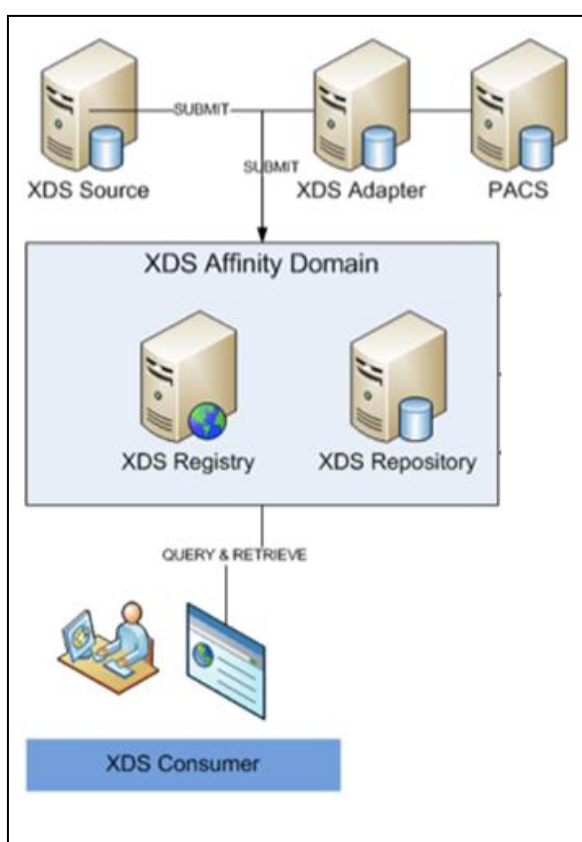 SUBMIT
XDS Source
XDS Adapter
PACS
SUBMIT
XDS Affinity Domain
XDS Registry
XDS Repository
QUERY & RETRIEVE
XDS Consumer